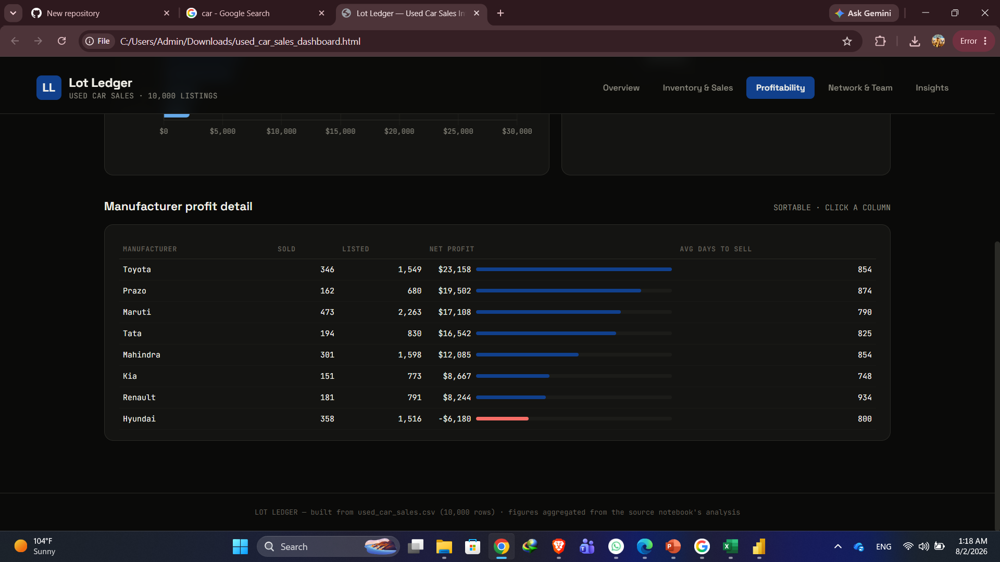 New repository
car - Google Search
Lot Ledger — Used Car Sales In
Ask Gemini
File
C:/Users/Admin/Downloads/used_car_sales_dashboard.html
Error
LL
Lot Ledger
USED CAR SALES · 10,000 LISTINGS
Overview
Inventory & Sales
Profitability
Network & Team
Insights
$0 $5,000 $10,000 $15,000 $20,000 $25,000 $30,000
Manufacturer profit detail
SORTABLE · CLICK A COLUMN
MANUFACTURER SOLD LISTED NET PROFIT AVG DAYS TO SELL
Toyota 346 1,549 $23,158 854
Prazo 162 680 $19,502 874
Maruti 473 2,263 $17,108 790
Tata 194 830 $16,542 825
Mahindra 301 1,598 $12,085 854
Kia 151 773 $8,667 748
Renault 181 791 $8,244 934
Hyundai 358 1,516 -$6,180 800
LOT LEDGER — built from used_car_sales.csv (10,000 rows) · figures aggregated from the source notebook's analysis
104°F
Sunny
Search
ENG
1:18 AM
8/2/2026